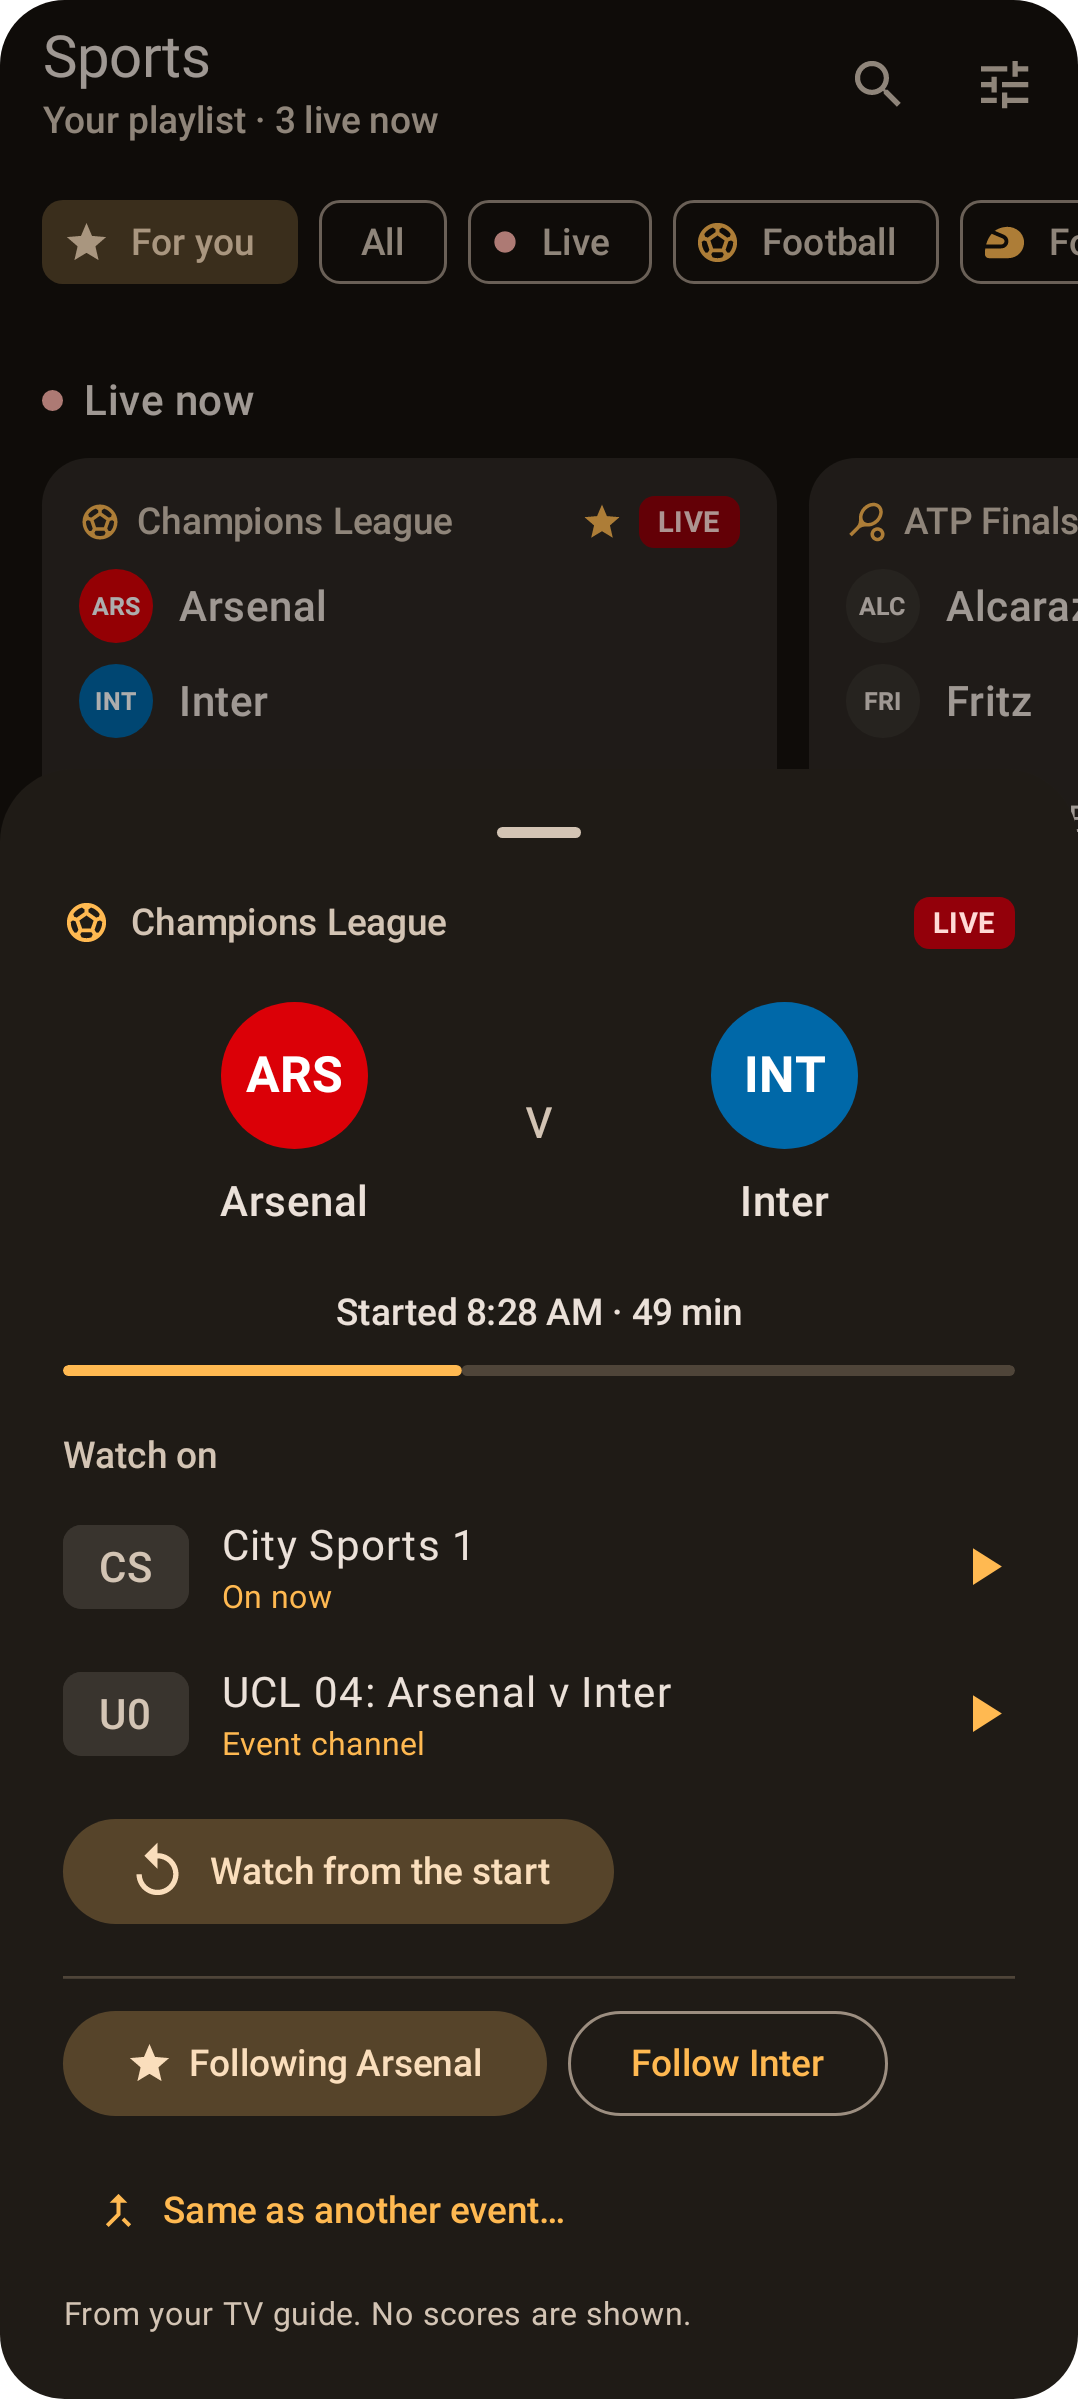 Sports
Your playlist · 3 live now
For you
All
Live
Football
Live now
Champions League
LIVE
ATP Finals
ARS
Arsenal
ALC
Alcaraz
INT
Inter
FRI
Fritz
Champions League
LIVE
ARS
v
INT
Arsenal
Inter
Started 8:28 AM · 49 min
Watch on
CS
City Sports 1
On now
U0
UCL 04: Arsenal v Inter
Event channel
Watch from the start
Following Arsenal
Follow Inter
Same as another event...
From your TV guide. No scores are shown.